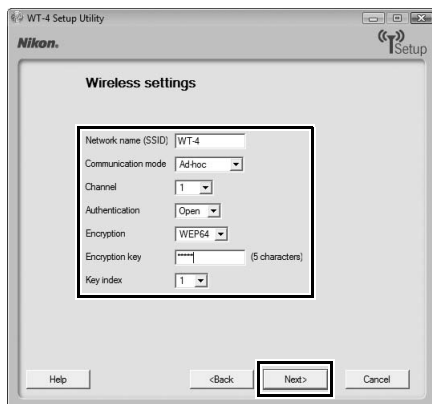 WT-4 Setup Utility
Nikon.
Setup
Wireless settings
Network name (SSID) WT-4
Communication mode Ad-hoc
Channel 1
Authentication Open
Encryption WEP64
Encryption key ***** (5 characters)
Key index 1
Help <Back Next> Cancel